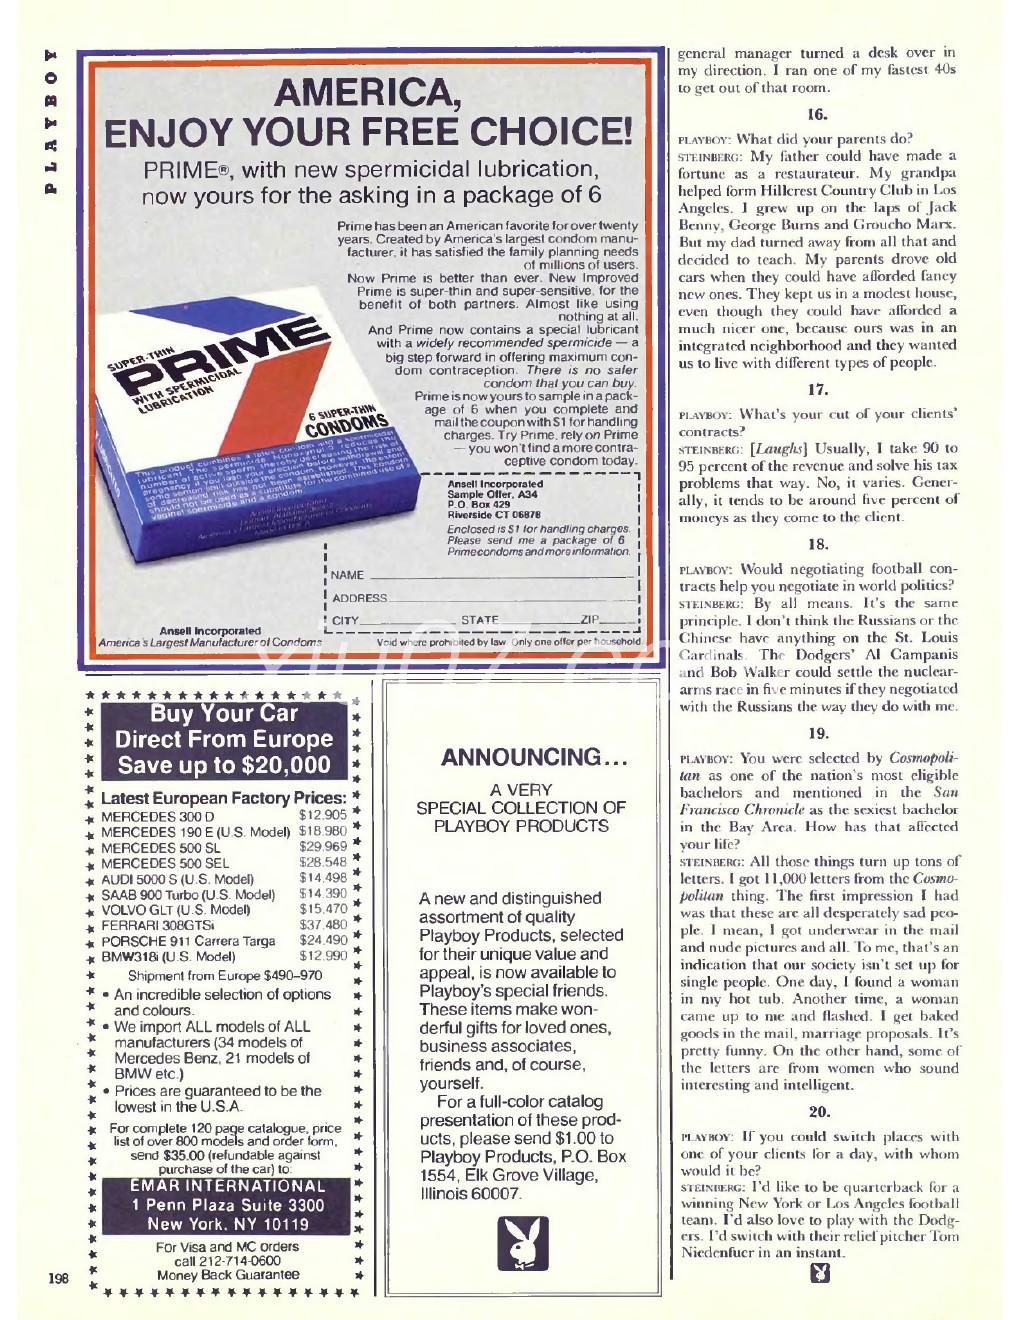 PLAYBOY
AMERICA,
ENJOY YOUR FREE CHOICE!
PRIME®, with new spermicidal lubrication,
now yours for the asking in a package of 6
Prime has been an American favorite for over twenty
years. Created by America's largest condom manu-
facturer, it has satisfied the family planning needs
of millions of users.
Now Prime is better than ever. New Improved
Prime is super-thin and super-sensitive, for the
benefit of both partners. Almost like using
nothing at all.
And Prime now contains a special lubricant
with a widely recommended spermicide — a
big step forward in offering maximum con-
dom contraception. There is no safer
condom that you can buy.
Prime is now yours to sample in a pack-
age of 6 when you complete and
mail the coupon with $1 for handling
charges. Try Prime, rely on Prime
— you won't find a more contra-
ceptive condom today.
SUPER-THIN
PRIME
WITH SPERMICIDAL
LUBRICATION
6 SUPER-THIN
CONDOMS
Ansell Incorporated
Sample Offer, A34
P.O. Box 429
Riverside CT 06878
Enclosed is $1 for handling charges.
Please send me a package of 6
Prime condoms and more information.
NAME
ADDRESS
CITY STATE ZIP
Ansell Incorporated
America's Largest Manufacturer of Condoms
Void where prohibited by law. Only one offer per household.
Buy Your Car
Direct From Europe
Save up to $20,000
Latest European Factory Prices:
MERCEDES 300 D $12,905
MERCEDES 190 E (U.S. Model) $18,980
MERCEDES 500 SL $29,969
MERCEDES 500 SEL $28,548
AUDI 5000 S (U.S. Model) $14,498
SAAB 900 Turbo (U.S. Model) $14,390
VOLVO GLT (U.S. Model) $15,470
FERRARI 308GTSi $37,480
PORSCHE 911 Carrera Targa $24,490
BMW318i (U.S. Model) $12,990
Shipment from Europe $490–970
• An incredible selection of options
and colours.
• We import ALL models of ALL
manufacturers (34 models of
Mercedes Benz, 21 models of
BMW etc.)
• Prices are guaranteed to be the
lowest in the U.S.A.
For complete 120 page catalogue, price
list of over 800 models and order form,
send $35.00 (refundable against
purchase of the car) to:
EMAR INTERNATIONAL
1 Penn Plaza Suite 3300
New York, NY 10119
For Visa and MC orders
call 212-714-0600
Money Back Guarantee
198
ANNOUNCING...
A VERY
SPECIAL COLLECTION OF
PLAYBOY PRODUCTS
A new and distinguished
assortment of quality
Playboy Products, selected
for their unique value and
appeal, is now available to
Playboy's special friends.
These items make won-
derful gifts for loved ones,
business associates,
friends and, of course,
yourself.
For a full-color catalog
presentation of these prod-
ucts, please send $1.00 to
Playboy Products, P.O. Box
1554, Elk Grove Village,
Illinois 60007.
general manager turned a desk over in
my direction. I ran one of my fastest 40s
to get out of that room.
16.
PLAYBOY: What did your parents do?
STEINBERG: My father could have made a
fortune as a restaurateur. My grandpa
helped form Hillcrest Country Club in Los
Angeles. I grew up on the laps of Jack
Benny, George Burns and Groucho Marx.
But my dad turned away from all that and
decided to teach. My parents drove old
cars when they could have afforded fancy
new ones. They kept us in a modest house,
even though they could have afforded a
much nicer one, because ours was in an
integrated neighborhood and they wanted
us to live with different types of people.
17.
PLAYBOY: What's your cut of your clients'
contracts?
STEINBERG: [Laughs] Usually, I take 90 to
95 percent of the revenue and solve his tax
problems that way. No, it varies. Gener-
ally, it tends to be around five percent of
moneys as they come to the client.
18.
PLAYBOY: Would negotiating football con-
tracts help you negotiate in world politics?
STEINBERG: By all means. It's the same
principle. I don't think the Russians or the
Chinese have anything on the St. Louis
Cardinals. The Dodgers' Al Campanis
and Bob Walker could settle the nuclear-
arms race in five minutes if they negotiated
with the Russians the way they do with me.
19.
PLAYBOY: You were selected by Cosmopoli-
tan as one of the nation's most eligible
bachelors and mentioned in the San
Francisco Chronicle as the sexiest bachelor
in the Bay Area. How has that affected
your life?
STEINBERG: All those things turn up tons of
letters. I got 11,000 letters from the Cosmo-
politan thing. The first impression I had
was that these are all desperately sad peo-
ple. I mean, I got underwear in the mail
and nude pictures and all. To me, that's an
indication that our society isn't set up for
single people. One day, I found a woman
in my hot tub. Another time, a woman
came up to me and flashed. I get baked
goods in the mail, marriage proposals. It's
pretty funny. On the other hand, some of
the letters are from women who sound
interesting and intelligent.
20.
PLAYBOY: If you could switch places with
one of your clients for a day, with whom
would it be?
STEINBERG: I'd like to be quarterback for a
winning New York or Los Angeles football
team. I'd also love to play with the Dodg-
ers. I'd switch with their relief pitcher Tom
Niedenfuer in an instant.